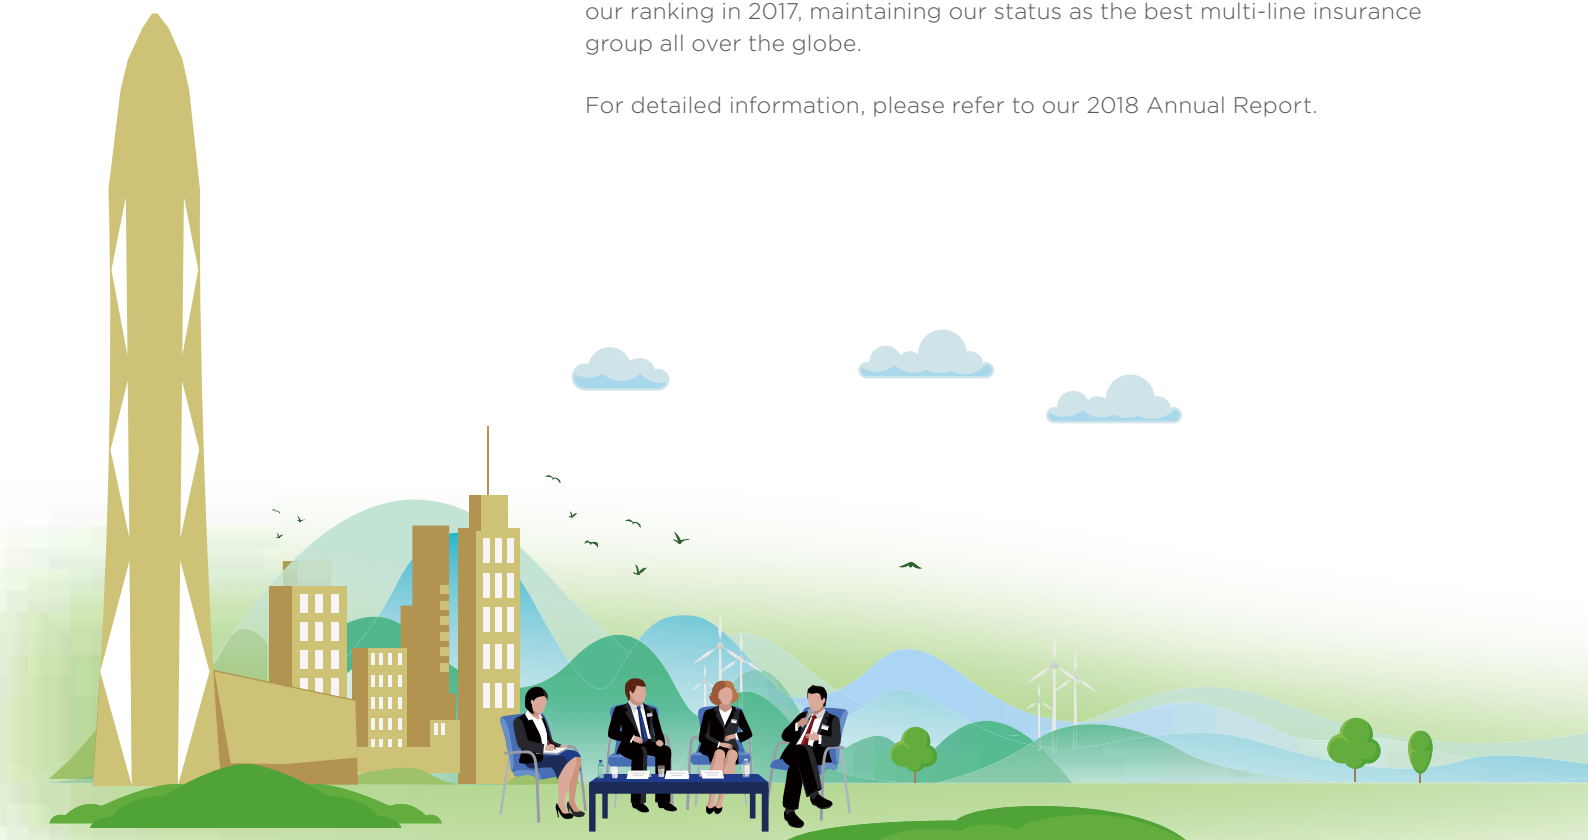 our ranking in 2017, maintaining our status as the best multi-line insurance
group all over the globe.
For detailed information, please refer to our 2018 Annual Report.